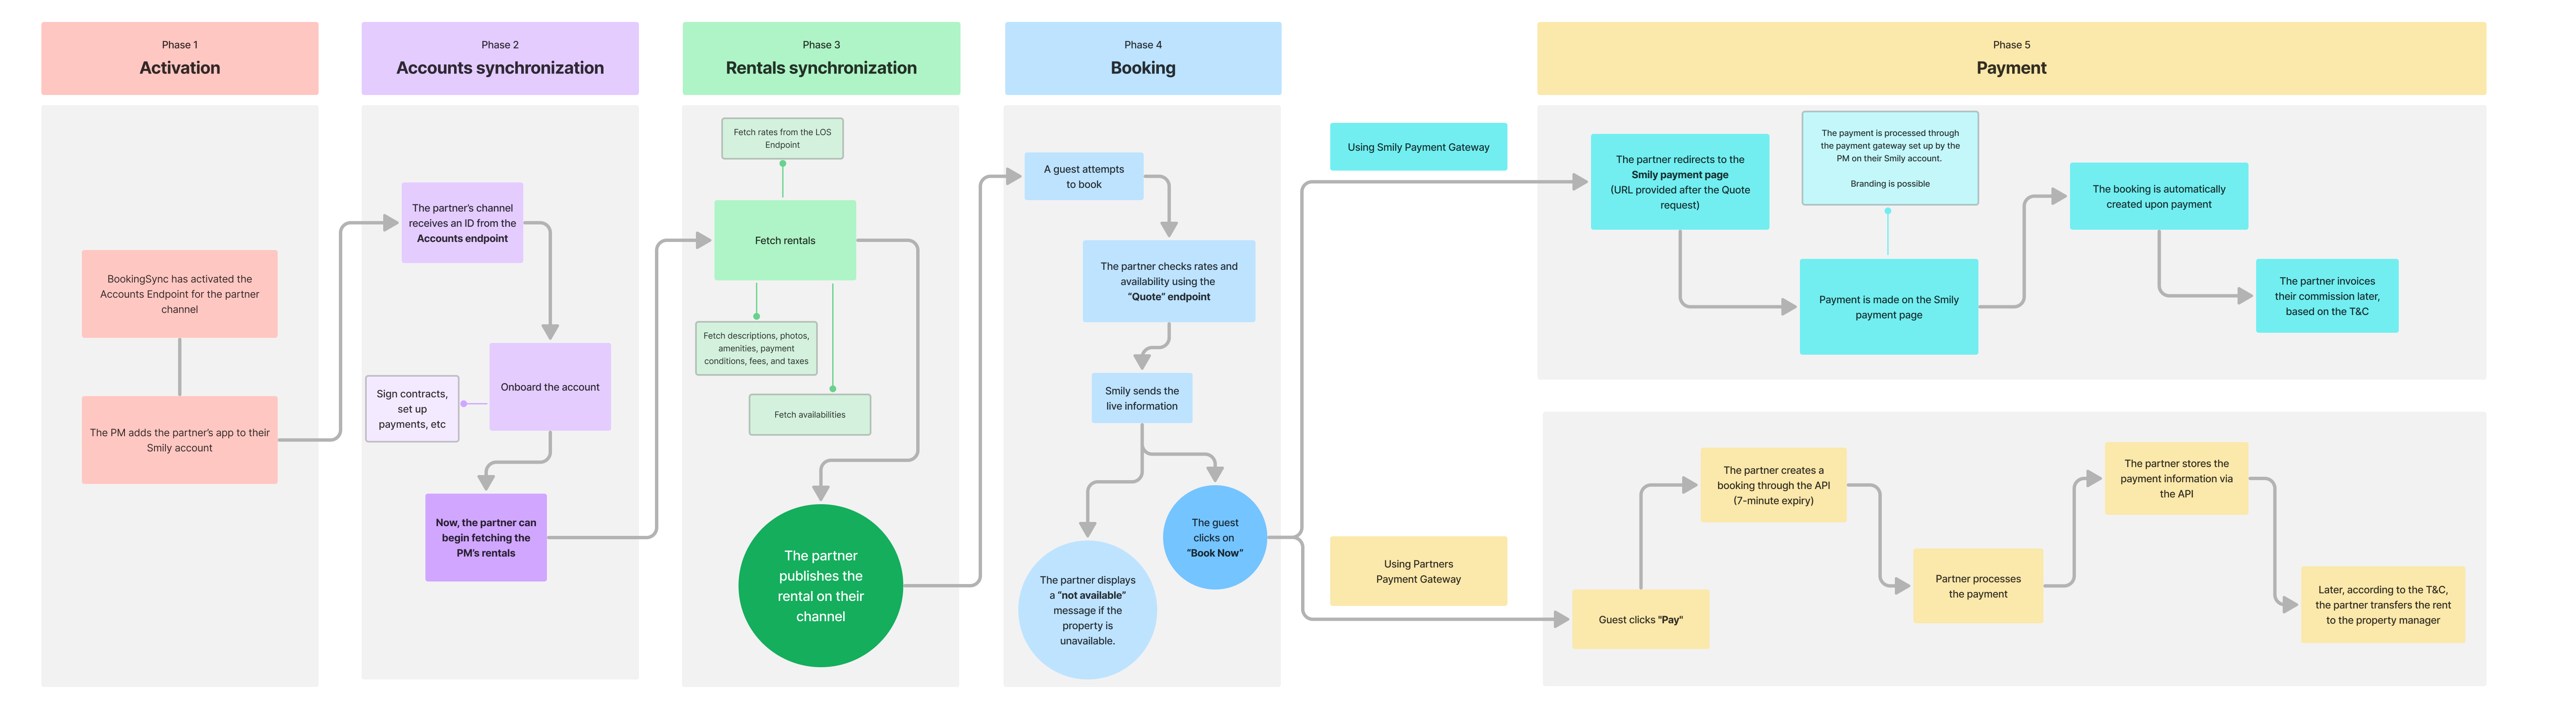 Phase 1
Activation
BookingSync has activated the
Accounts Endpoint for the partner
channel
The PM adds the partner's app to their
Smily account
Phase 2
Accounts synchronization
The partner's channel
receives an ID from the
Accounts endpoint
Onboard the account
Sign contracts,
set up
payments, etc
Now, the partner can
begin fetching the
PM's rentals
Phase 3
Rentals synchronization
Fetch rates from the LOS
Endpoint
Fetch rentals
Fetch descriptions, photos,
amenities, payment
conditions, fees, and taxes
Fetch availabilities
The partner
publishes the
rental on their
channel
Phase 4
Booking
A guest attempts
to book
The partner checks rates and
availability using the
“Quote” endpoint
Smily sends the
live information
The guest
clicks on
“Book Now”
The partner displays
a “not available”
message if the
property is
unavailable.
Using Smily Payment Gateway
Using Partners
Payment Gateway
Phase 5
Payment
The partner redirects to the
Smily payment page
(URL provided after the Quote
request)
The payment is processed through
the payment gateway set up by the
PM on their Smily account.
Branding is possible
Payment is made on the Smily
payment page
The booking is automatically
created upon payment
The partner invoices
their commission later,
based on the T&C
Guest clicks "Pay"
The partner creates a
booking through the API
(7-minute expiry)
Partner processes
the payment
The partner stores the
payment information via
the API
Later, according to the T&C,
the partner transfers the rent
to the property manager